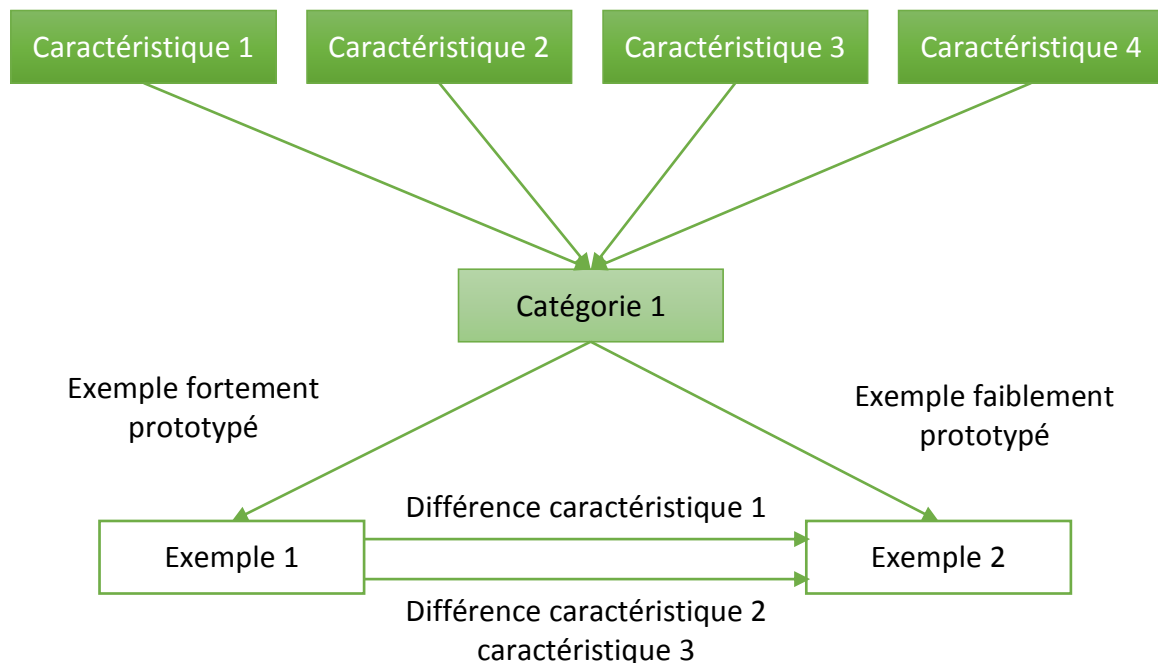 Caractéristique 1
Caractéristique 2
Caractéristique 3
Caractéristique 4
Catégorie 1
Exemple fortement
prototypé
Exemple faiblement
prototypé
Différence caractéristique 1
Exemple 1
Exemple 2
Différence caractéristique 2
caractéristique 3